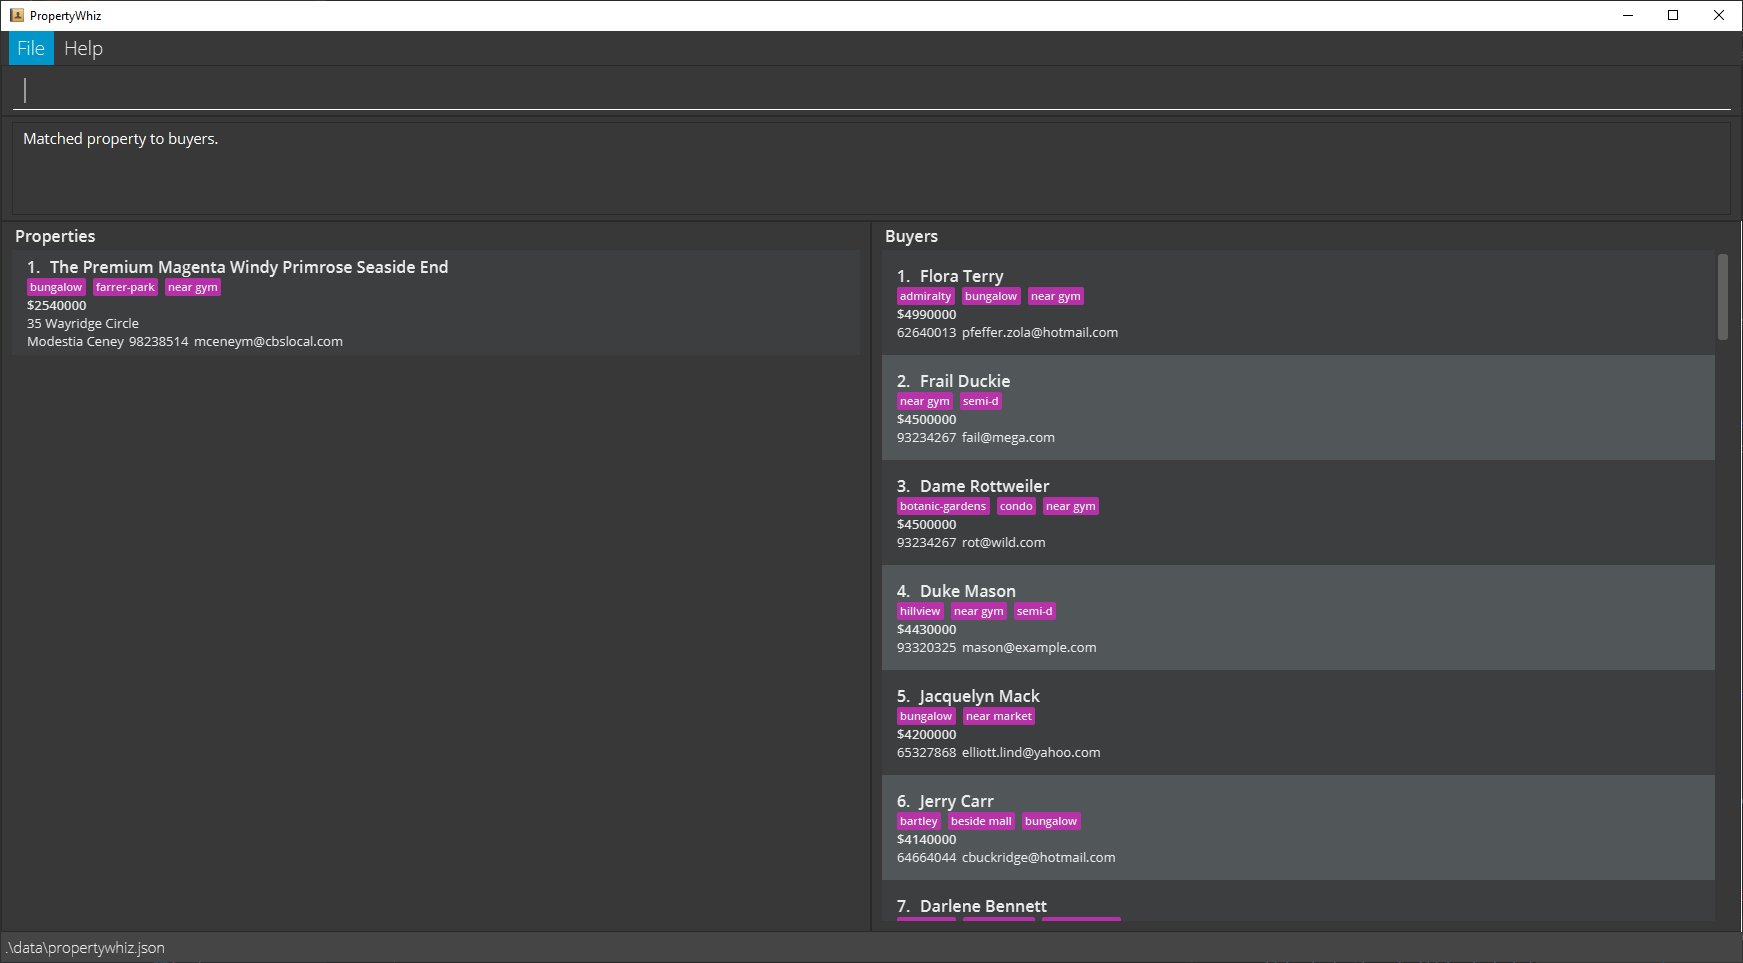 PropertyWhiz
File Help
Matched property to buyers.
Properties
1. The Premium Magenta Windy Primrose Seaside End
bungalow farrer-park near gym
$2540000
35 Wayridge Circle
Modestia Ceney 98238514 mceneym@cbslocal.com
Buyers
1. Flora Terry
admiralty bungalow near gym
$4990000
62640013 pfeffer.zola@hotmail.com
2. Frail Duckie
near gym semi-d
$4500000
93234267 fail@mega.com
3. Dame Rottweiler
botanic-gardens condo near gym
$4500000
93234267 rot@wild.com
4. Duke Mason
hillview near gym semi-d
$4430000
93320325 mason@example.com
5. Jacquelyn Mack
bungalow near market
$4200000
65327868 elliott.lind@yahoo.com
6. Jerry Carr
bartley beside mall bungalow
$4140000
64664044 cbuckridge@hotmail.com
7. Darlene Bennett
.\data\propertywhiz.json